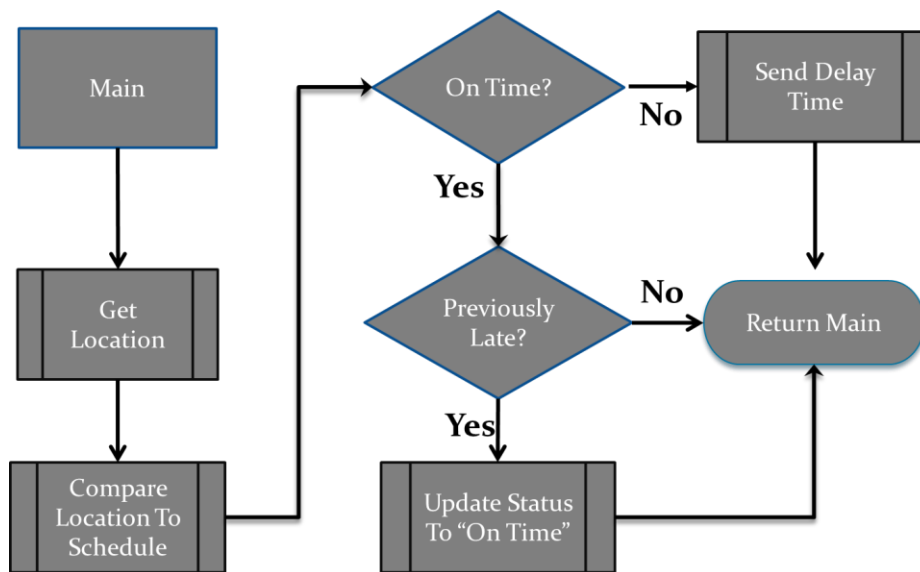 Main
Get
Location
Compare
Location To
Schedule
On Time?
No
Send Delay
Time
Yes
Previously
Late?
No
Return Main
Yes
Update Status
To “On Time”